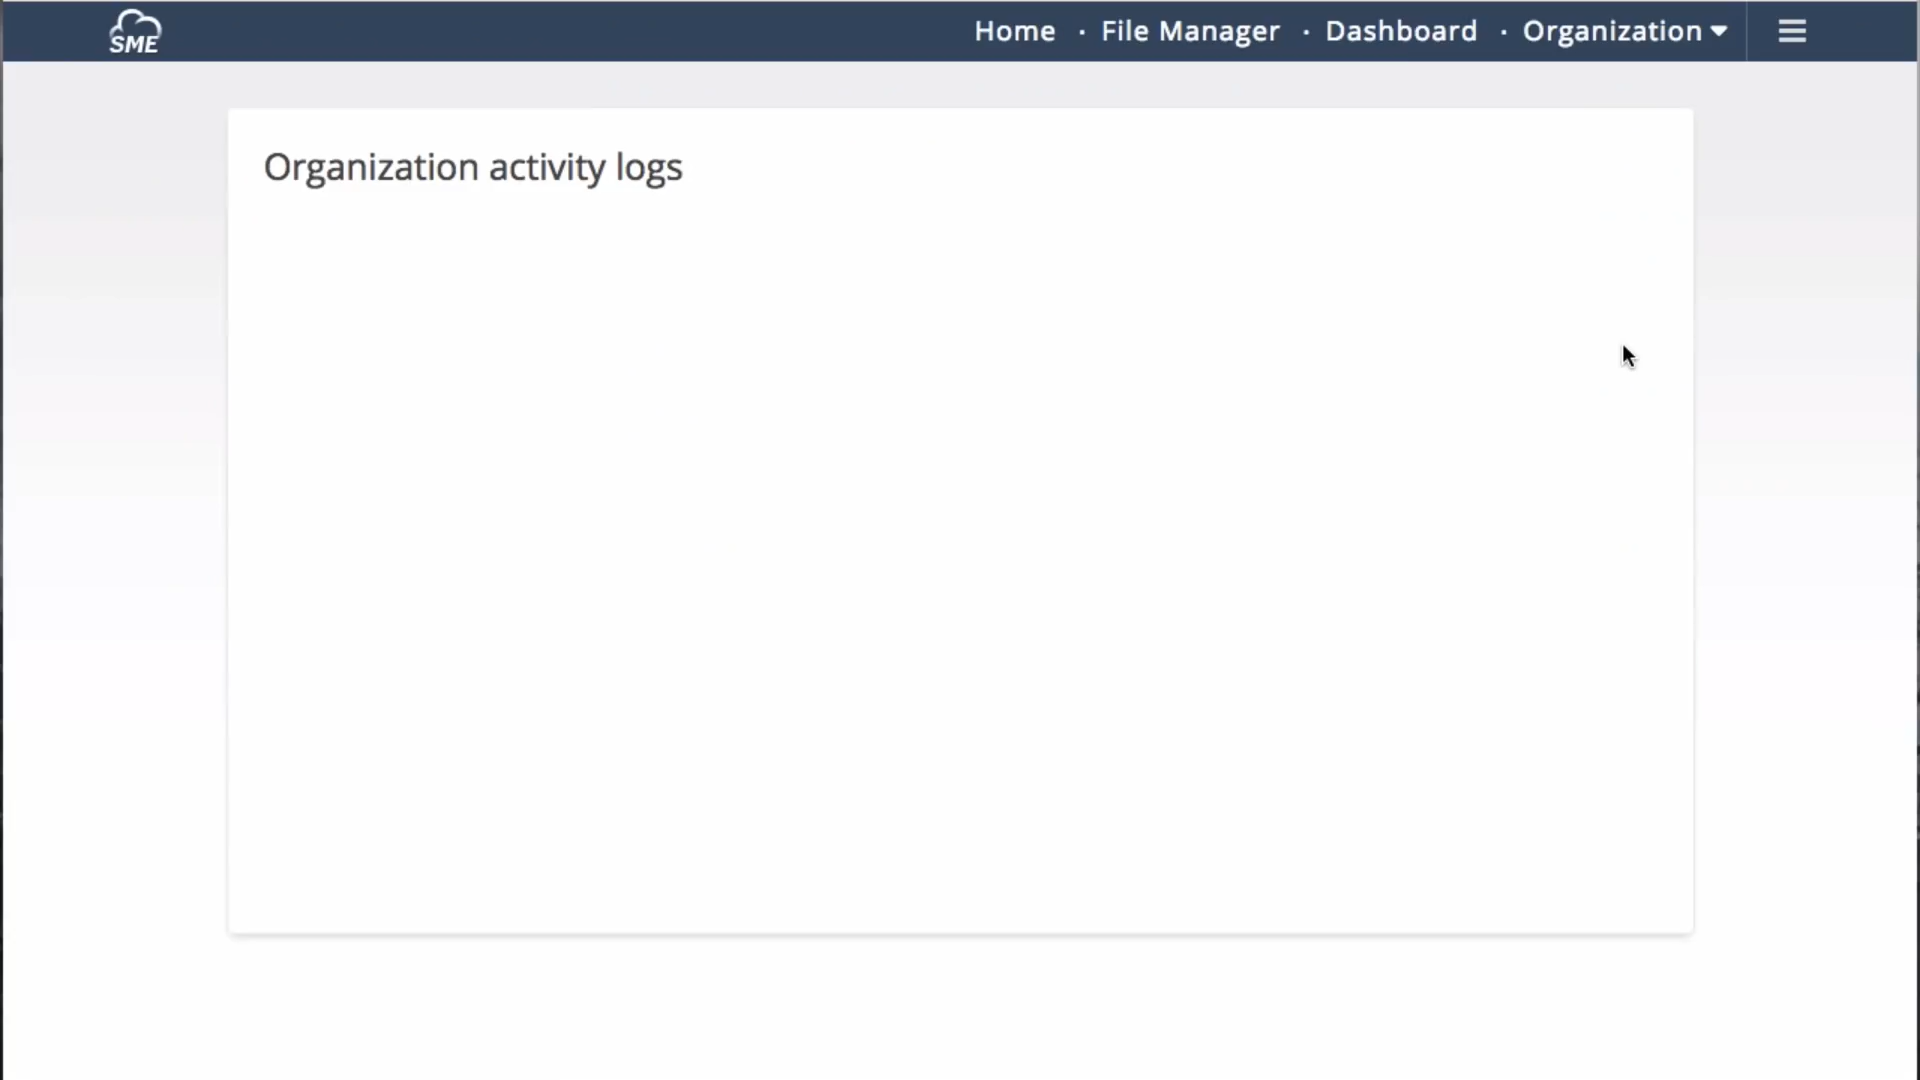 SME
Home · File Manager · Dashboard · Organization
Organization activity logs